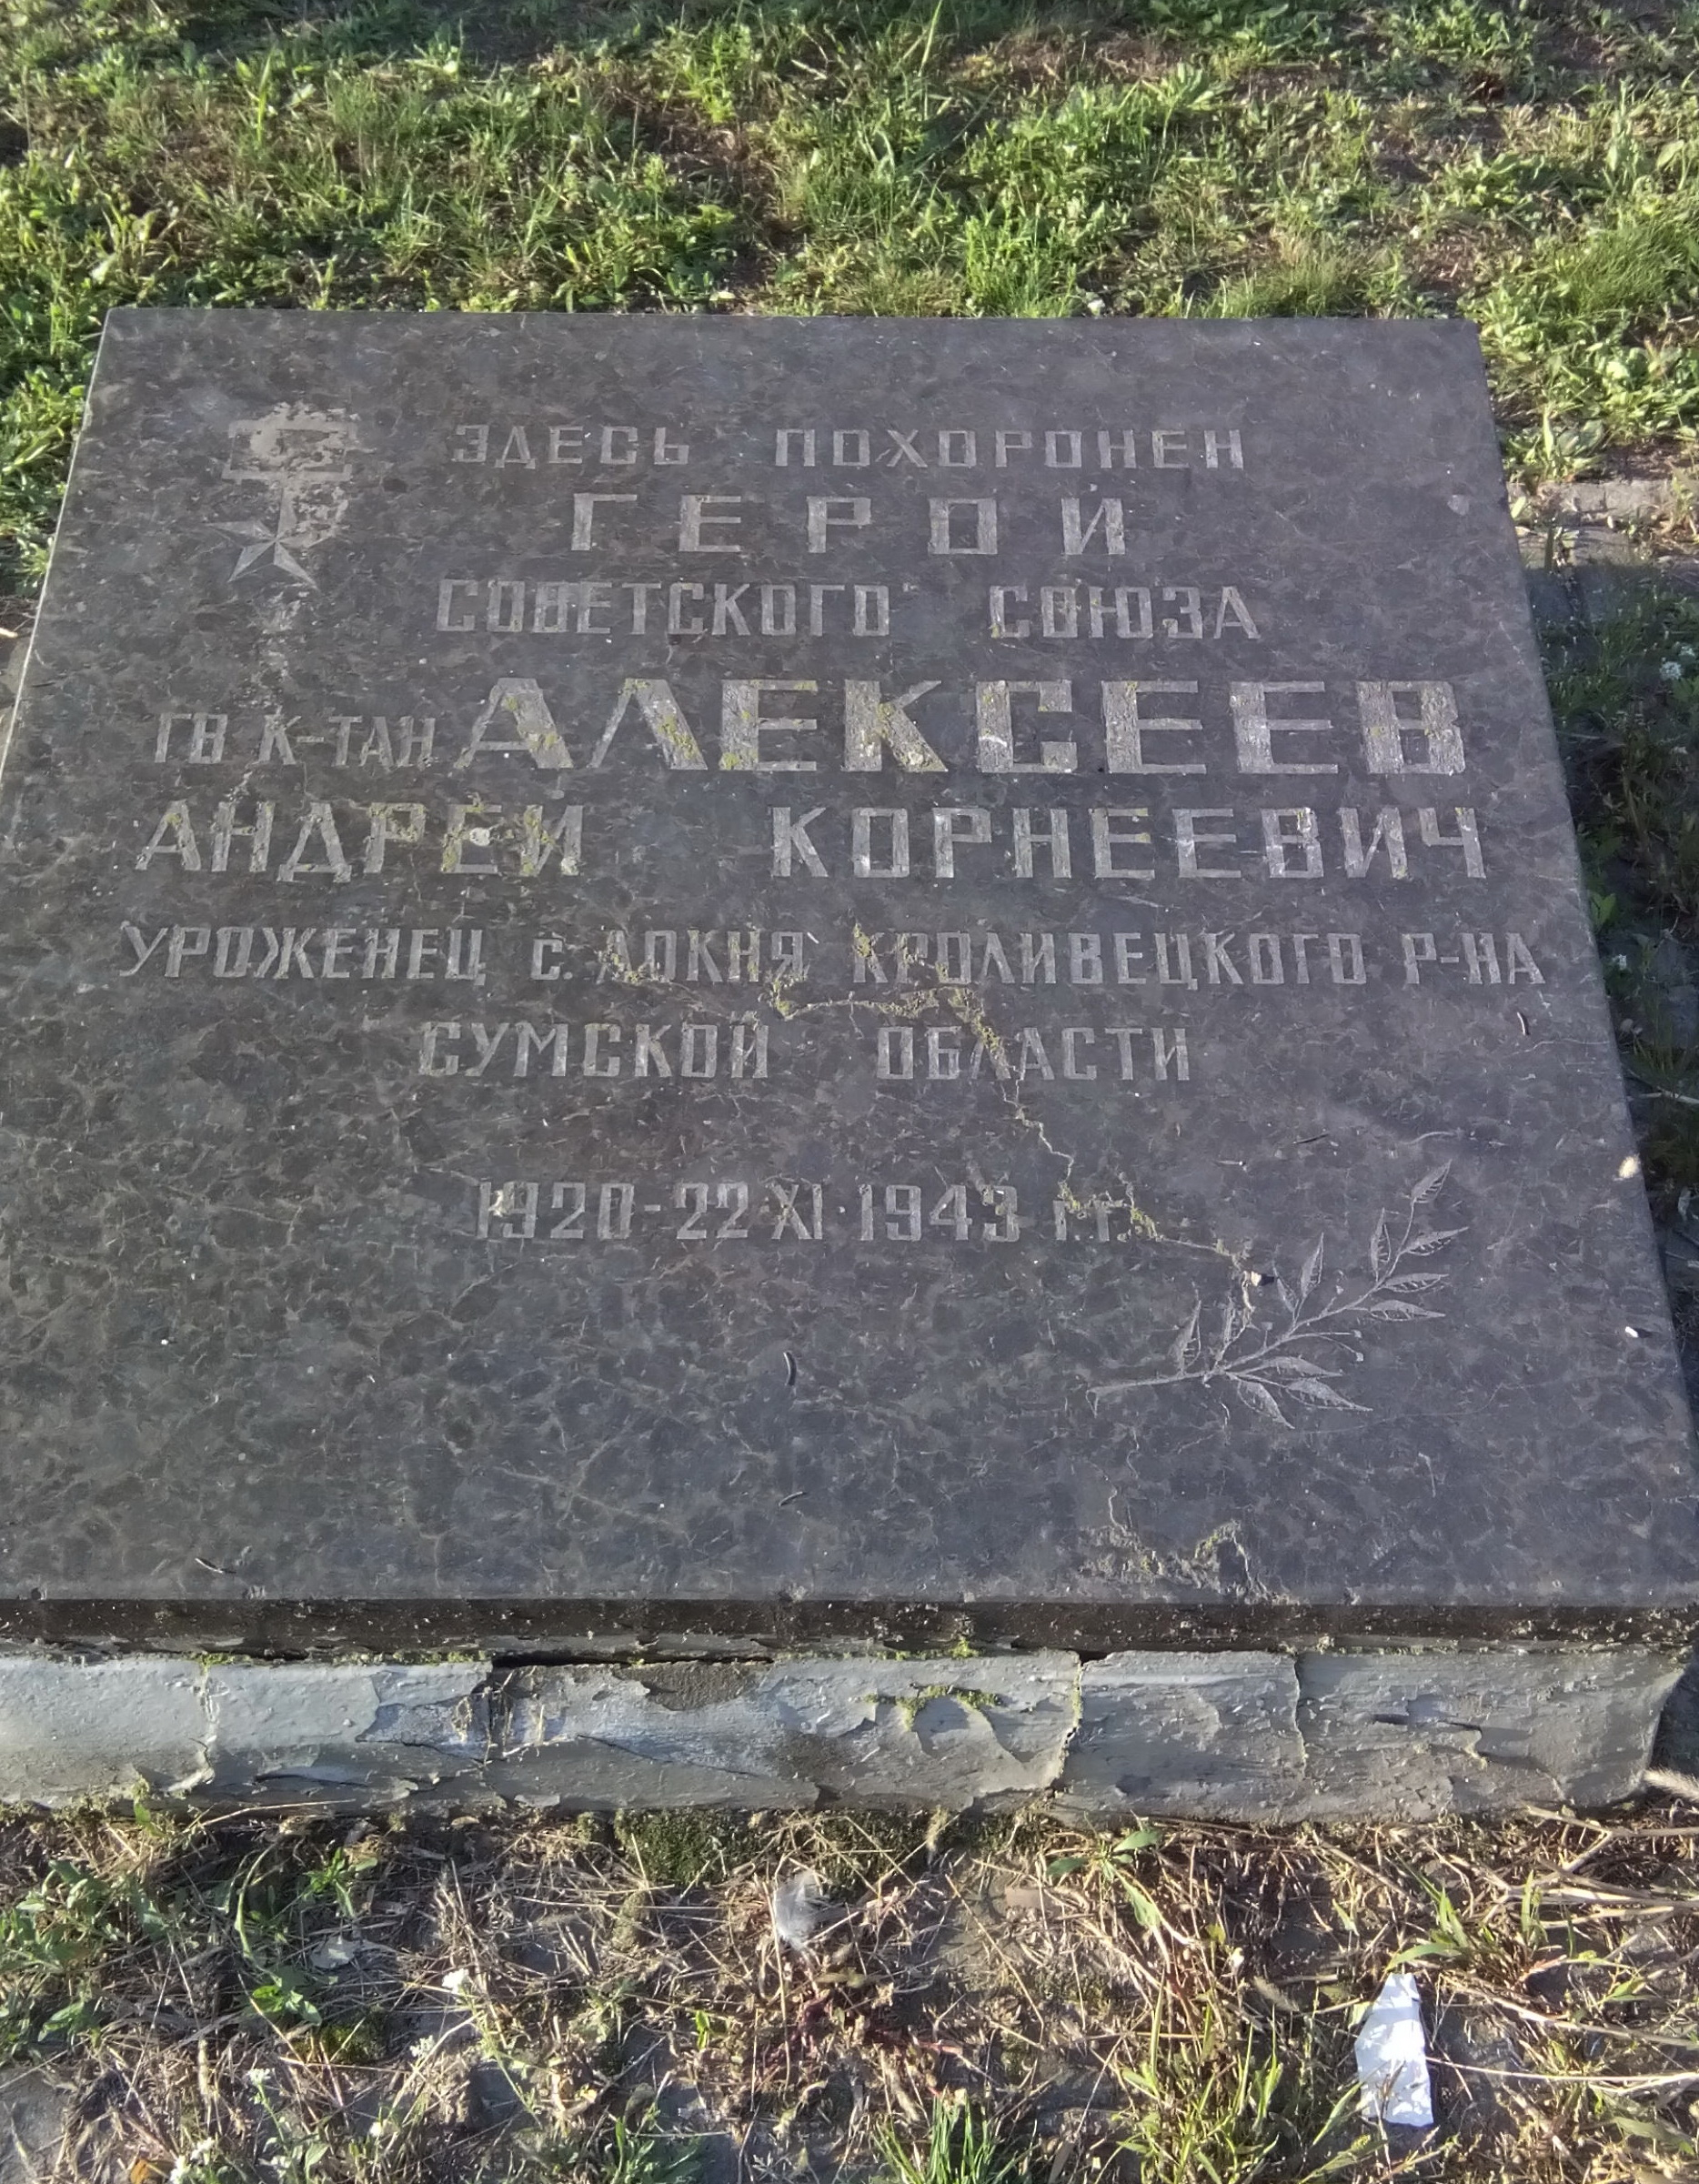 ЗДЕСЬ ПОХОРОНЕН
ГЕРОЙ
СОВЕТСКОГО СОЮЗА
ГВ К-ТАН АЛЕКСЕЕВ
АНДРЕЙ КОРНЕЕВИЧ
УРОЖЕНЕЦ с. ЛОКНЯ КРОЛИВЕЦКОГО Р-НА
СУМСКОЙ ОБЛАСТИ
1920-22 XI 1943 г.г.